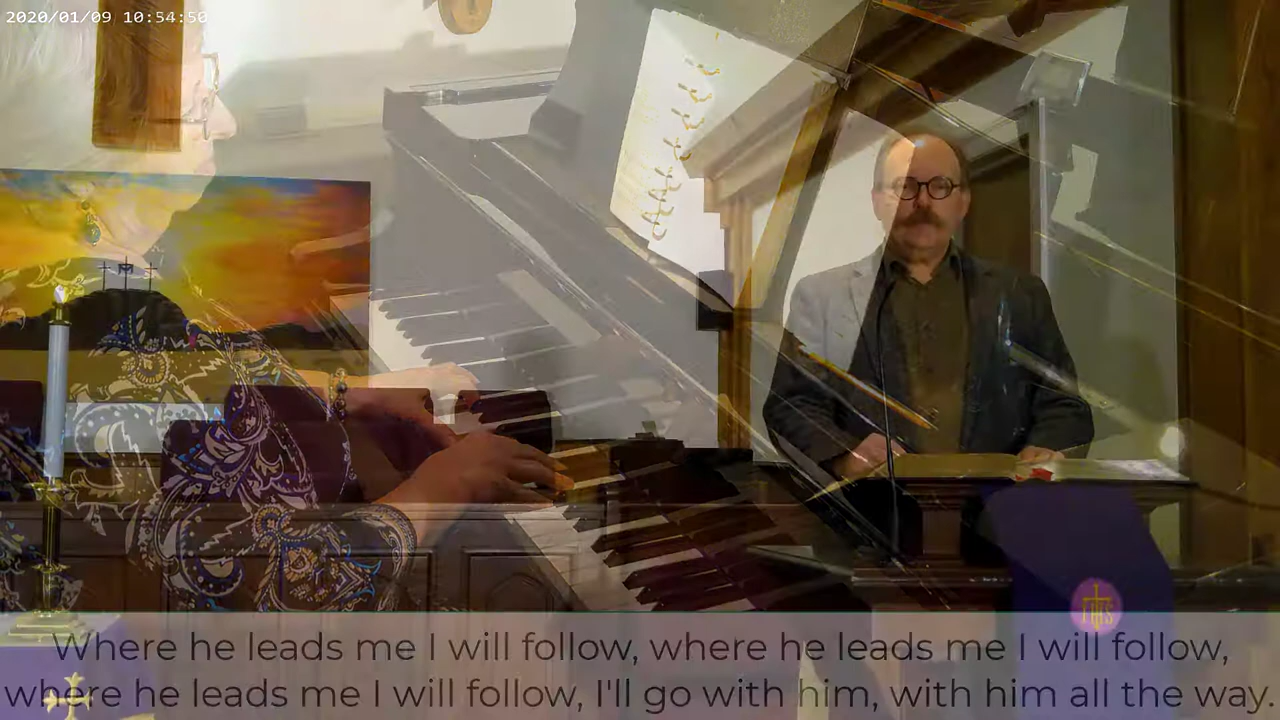 2020/01/09 10:54:50
IHS
Where he leads me I will follow, where he leads me I will follow,
where he leads me I will follow, I'll go with him, with him all the way.